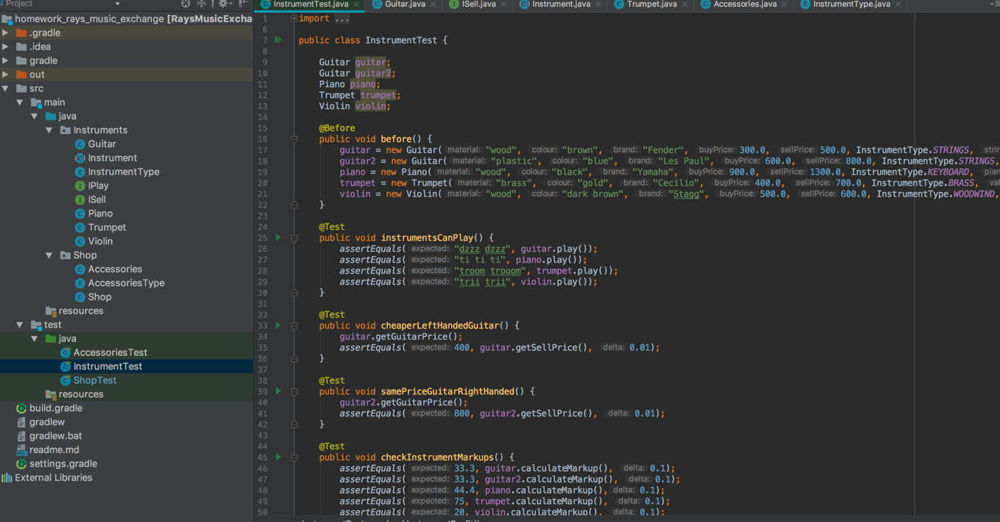 Project
homework_rays_music_exchange [RaysMusicExcha
.gradle
.idea
gradle
out
src
main
java
Instruments
Guitar
Instrument
InstrumentType
IPlay
ISell
Piano
Trumpet
Violin
Shop
Accessories
AccessoriesType
Shop
resources
test
java
AccessoriesTest
InstrumentTest
ShopTest
resources
build.gradle
gradlew
gradlew.bat
readme.md
settings.gradle
External Libraries
InstrumentTest.java Guitar.java ISell.java Instrument.java Trumpet.java Accessories.java InstrumentType.java
1 import ...
6
7 public class InstrumentTest {
8
9 Guitar guitar;
10 Guitar guitar2;
11 Piano piano;
12 Trumpet trumpet;
13 Violin violin;
14
15 @Before
16 public void before() {
17 guitar = new Guitar( material: "wood", colour: "brown", brand: "Fender", buyPrice: 300.0, sellPrice: 500.0, InstrumentType.STRINGS, strin
18 guitar2 = new Guitar( material: "plastic", colour: "blue", brand: "Les Paul", buyPrice: 600.0, sellPrice: 800.0, InstrumentType.STRINGS,
19 piano = new Piano( material: "wood", colour: "black", brand: "Yamaha", buyPrice: 900.0, sellPrice: 1300.0, InstrumentType.KEYBOARD, pian
20 trumpet = new Trumpet( material: "brass", colour: "gold", brand: "Cecilio", buyPrice: 400.0, sellPrice: 700.0, InstrumentType.BRASS, val
21 violin = new Violin( material: "wood", colour: "dark brown", brand: "Stagg", buyPrice: 500.0, sellPrice: 600.0, InstrumentType.WOODWIND,
22 }
23
24 @Test
25 public void instrumentsCanPlay() {
26 assertEquals( expected: "dzzz dzzz", guitar.play());
27 assertEquals( expected: "ti ti ti", piano.play());
28 assertEquals( expected: "troom trooom", trumpet.play());
29 assertEquals( expected: "trii trii", violin.play());
30 }
31
32 @Test
33 public void cheaperLeftHandedGuitar() {
34 guitar.getGuitarPrice();
35 assertEquals( expected: 400, guitar.getSellPrice(), delta: 0.01);
36 }
37
38 @Test
39 public void samePriceGuitarRightHanded() {
40 guitar2.getGuitarPrice();
41 assertEquals( expected: 800, guitar2.getSellPrice(), delta: 0.01);
42 }
43
44 @Test
45 public void checkInstrumentMarkups() {
46 assertEquals( expected: 33.3, guitar.calculateMarkup(), delta: 0.1);
47 assertEquals( expected: 33.3, guitar2.calculateMarkup(), delta: 0.1);
48 assertEquals( expected: 44.4, piano.calculateMarkup(), delta: 0.1);
49 assertEquals( expected: 75, trumpet.calculateMarkup(), delta: 0.1);
50 assertEquals( expected: 20, violin.calculateMarkup(), delta: 0.1);